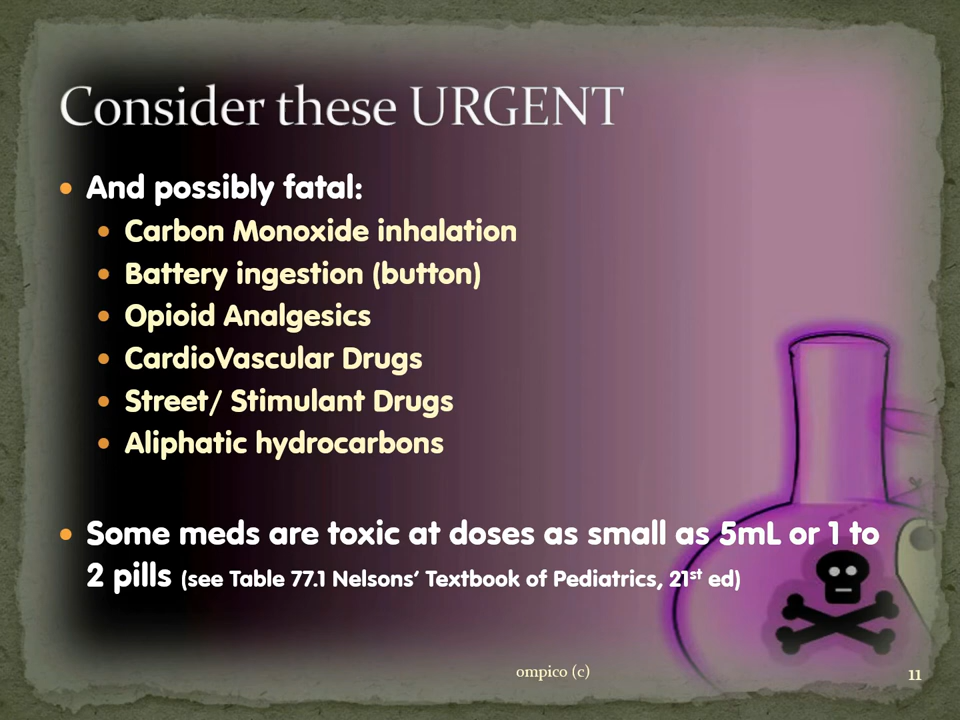 Consider these URGENT
• And possibly fatal:
• Carbon Monoxide inhalation
• Battery ingestion (button)
• Opioid Analgesics
• CardioVascular Drugs
• Street/ Stimulant Drugs
• Aliphatic hydrocarbons
• Some meds are toxic at doses as small as 5mL or 1 to
2 pills (see Table 77.1 Nelsons’ Textbook of Pediatrics, 21st ed)
ompico (c)
11